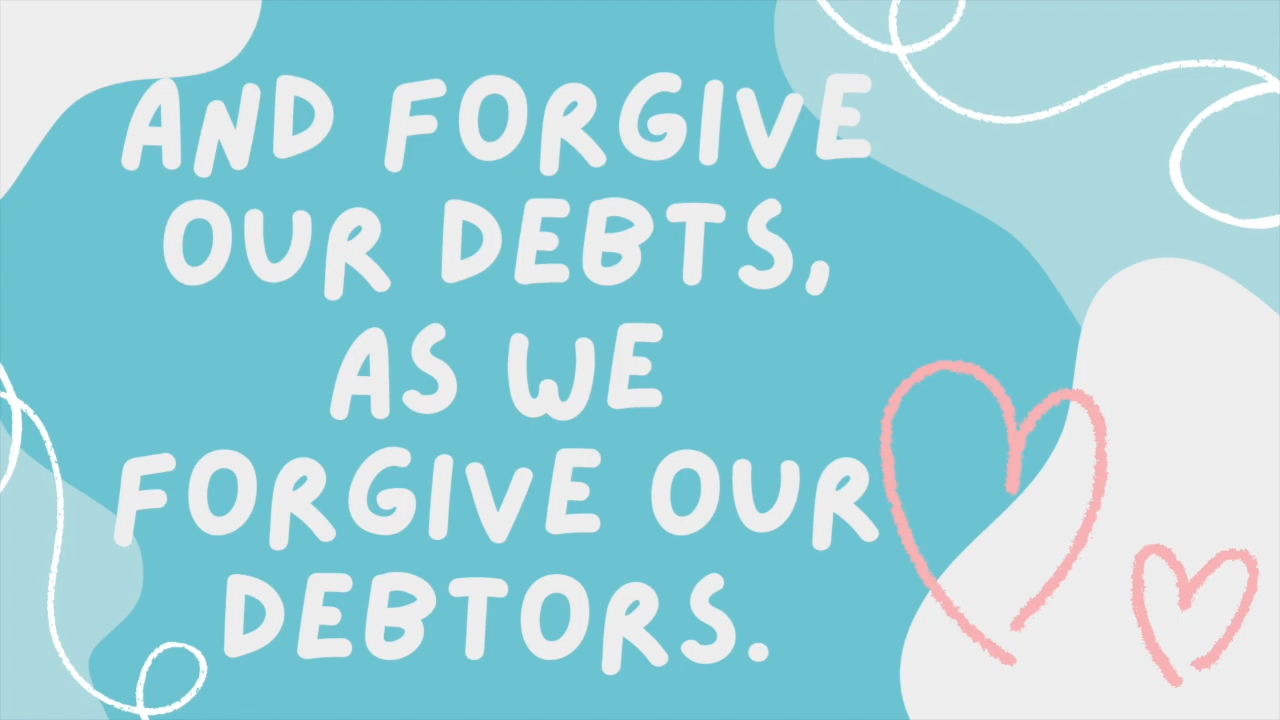 AND FORGIVE
OUR DEBTS,
AS WE
FORGIVE OUR
DEBTORS.